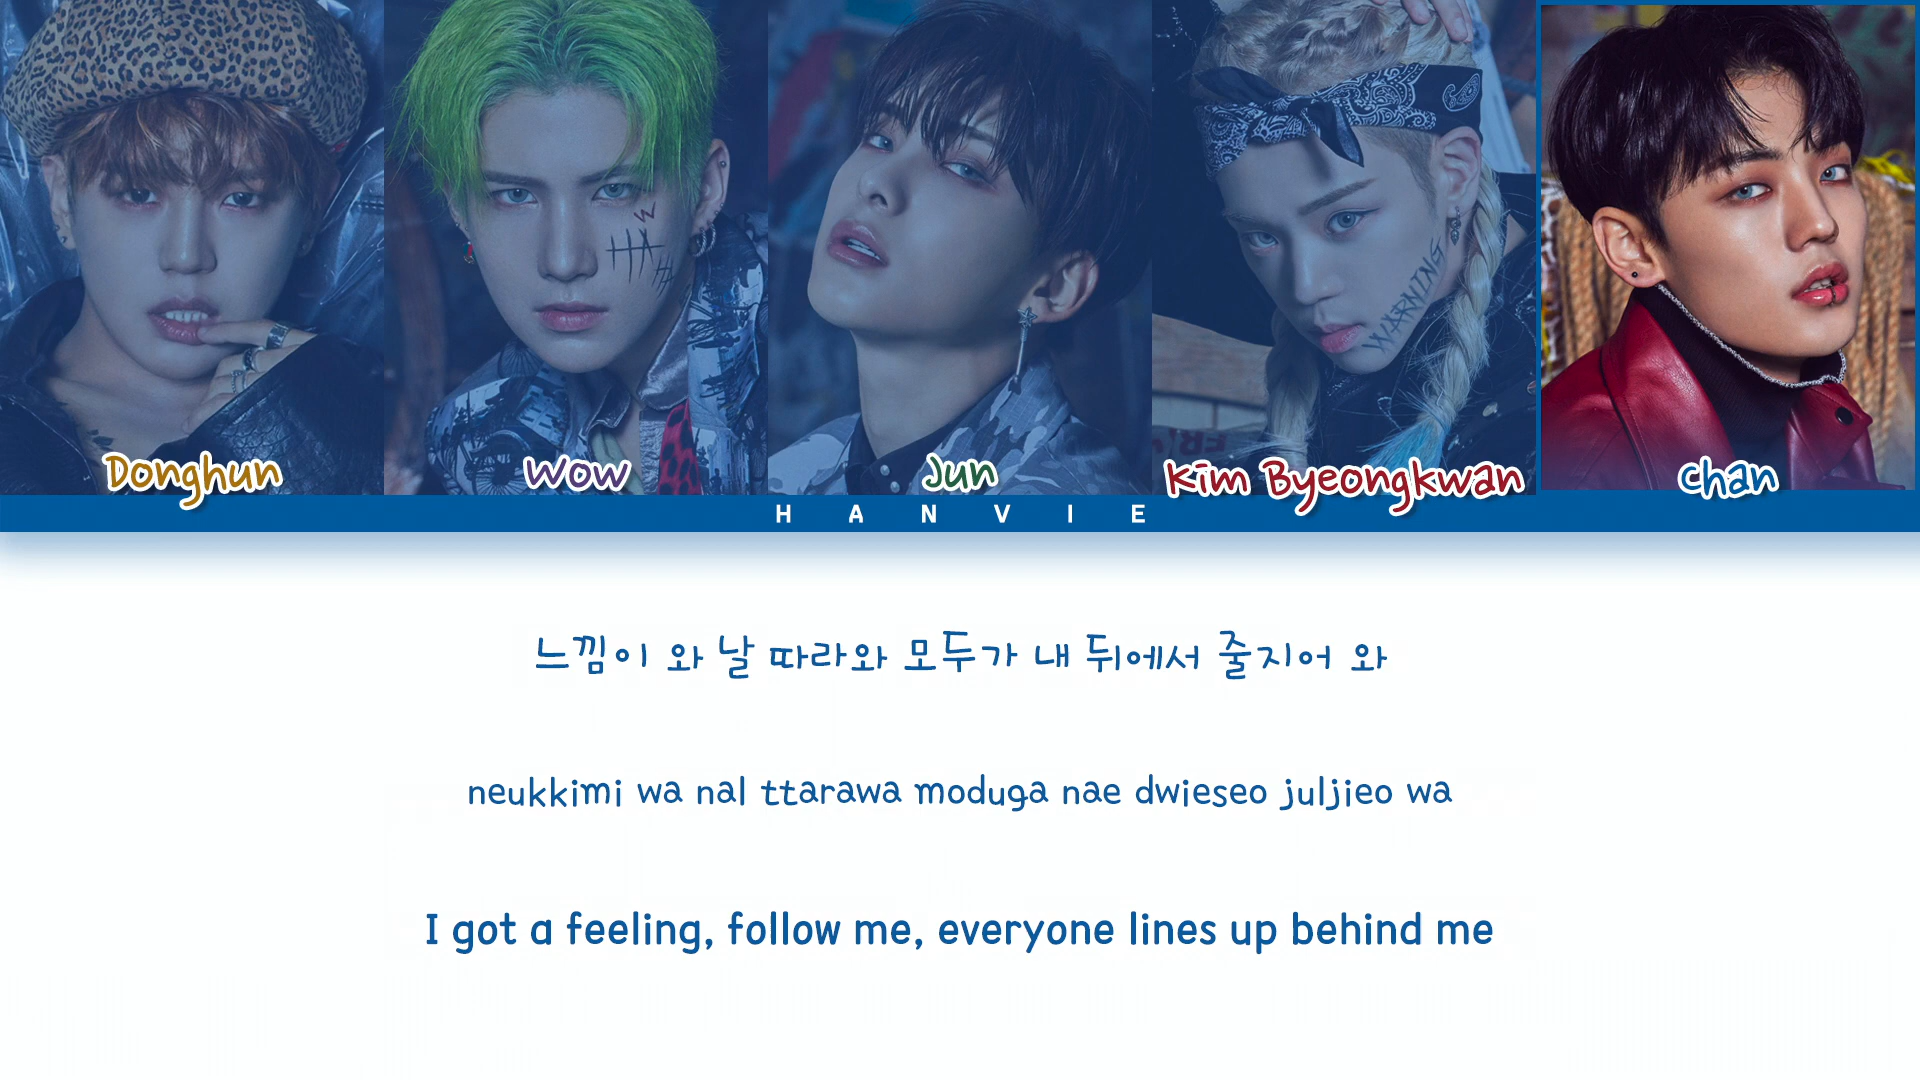 WARNING
Donghun
Wow
Jun
Kim Byeongkwan
chan
HANVIE
느낌이 와 날 따라와 모두가 내 뒤에서 줄지어 와
neukkimi wa nal ttarawa moduga nae dwieseo juljieo wa
I got a feeling, follow me, everyone lines up behind me